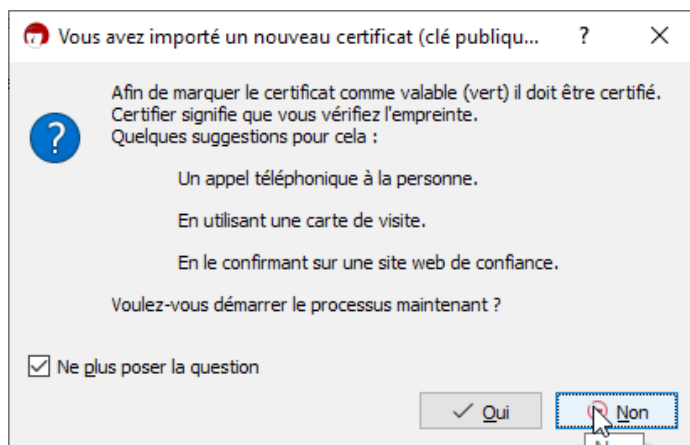 Vous avez importé un nouveau certificat (clé publiqu... ?
Afin de marquer le certificat comme valable (vert) il doit être certifié.
Certifier signifie que vous vérifiez l'empreinte.
Quelques suggestions pour cela :
Un appel téléphonique à la personne.
En utilisant une carte de visite.
En le confirmant sur une site web de confiance.
Voulez-vous démarrer le processus maintenant ?
Ne plus poser la question
Oui Non